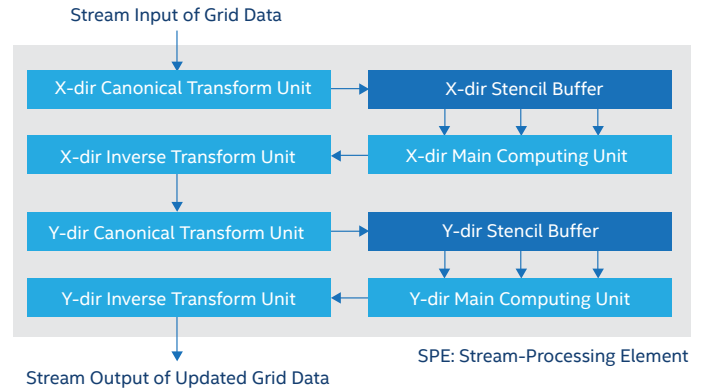 Stream Input of Grid Data
X-dir Canonical Transform Unit
X-dir Stencil Buffer
X-dir Inverse Transform Unit
X-dir Main Computing Unit
Y-dir Canonical Transform Unit
Y-dir Stencil Buffer
Y-dir Inverse Transform Unit
Y-dir Main Computing Unit
SPE: Stream-Processing Element
Stream Output of Updated Grid Data